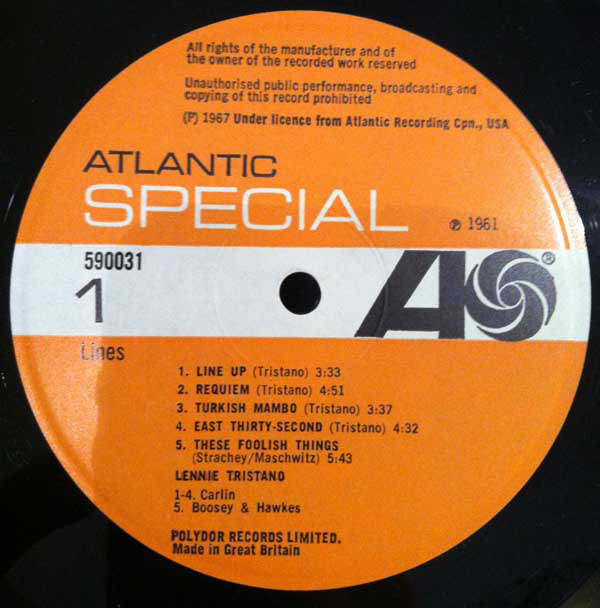 All rights of the manufacturer and of
the owner of the recorded work reserved
Unauthorised public performance, broadcasting and
copying of this record prohibited
(P) 1967 Under licence from Atlantic Recording Cpn., USA
ATLANTIC
SPECIAL
℗ 1961
590031
1
A
®
Lines
1. LINE UP (Tristano) 3:33
2. REQUIEM (Tristano) 4:51
3. TURKISH MAMBO (Tristano) 3:37
4. EAST THIRTY-SECOND (Tristano) 4:32
5. THESE FOOLISH THINGS
(Strachey/Maschwitz) 5:43
LENNIE TRISTANO
1-4. Carlin
5. Boosey & Hawkes
POLYDOR RECORDS LIMITED.
Made in Great Britain